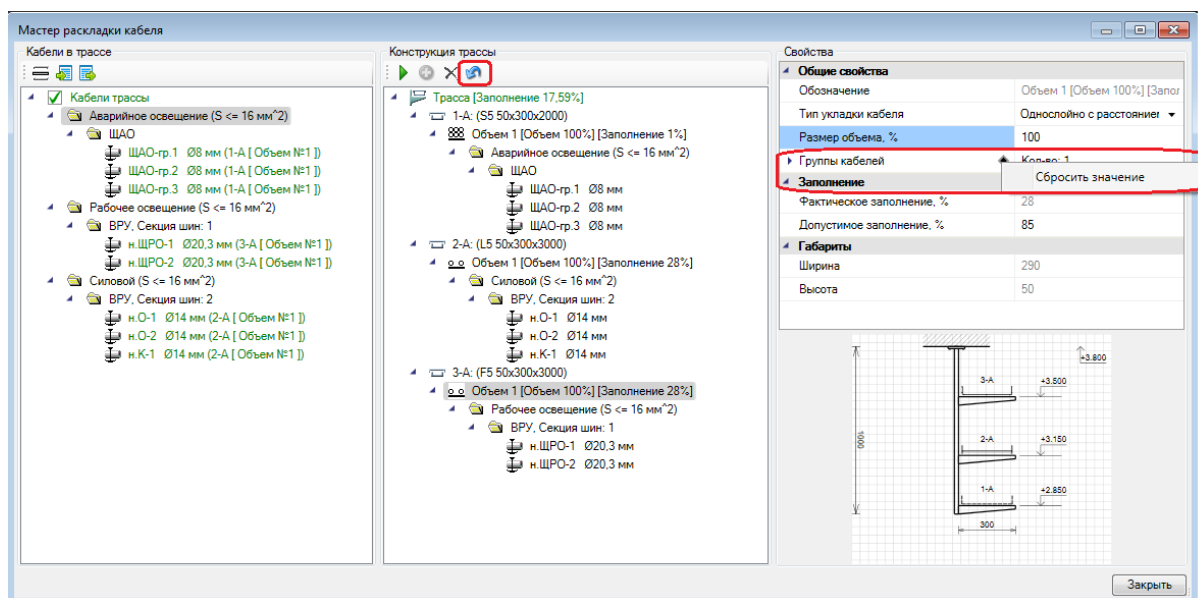 Мастер раскладки кабеля
Кабели в трассе
Кабели трассы
Аварийное освещение (S <= 16 мм^2)
ЩАО
ЩАО-гр.1 Ø8 мм (1-А [ Объем №1 ])
ЩАО-гр.2 Ø8 мм (1-А [ Объем №1 ])
ЩАО-гр.3 Ø8 мм (1-А [ Объем №1 ])
Рабочее освещение (S <= 16 мм^2)
ВРУ, Секция шин: 1
н.ЩРО-1 Ø20,3 мм (3-А [ Объем №1 ])
н.ЩРО-2 Ø20,3 мм (3-А [ Объем №1 ])
Силовой (S <= 16 мм^2)
ВРУ, Секция шин: 2
н.О-1 Ø14 мм (2-А [ Объем №1 ])
н.О-2 Ø14 мм (2-А [ Объем №1 ])
н.К-1 Ø14 мм (2-А [ Объем №1 ])
Конструкция трассы
Трасса [Заполнение 17,59%]
1-А: (S5 50x300x2000)
Объем 1 [Объем 100%] [Заполнение 1%]
Аварийное освещение (S <= 16 мм^2)
ЩАО
ЩАО-гр.1 Ø8 мм
ЩАО-гр.2 Ø8 мм
ЩАО-гр.3 Ø8 мм
2-А: (L5 50x300x3000)
Объем 1 [Объем 100%] [Заполнение 28%]
Силовой (S <= 16 мм^2)
ВРУ, Секция шин: 2
н.О-1 Ø14 мм
н.О-2 Ø14 мм
н.К-1 Ø14 мм
3-А: (F5 50x300x3000)
Объем 1 [Объем 100%] [Заполнение 28%]
Рабочее освещение (S <= 16 мм^2)
ВРУ, Секция шин: 1
н.ЩРО-1 Ø20,3 мм
н.ЩРО-2 Ø20,3 мм
Свойства
Общие свойства
Обозначение Объем 1 [Объем 100%] [Запол
Тип укладки кабеля Однослойно с расстояние
Размер объема, % 100
Группы кабелей Кол-во: 1
Сбросить значение
Заполнение
Фактическое заполнение, % 28
Допустимое заполнение, % 85
Габариты
Ширина 290
Высота 50
+3.800
3-А +3.500
1000
2-А +3.150
1-А +2.850
300
Закрыть